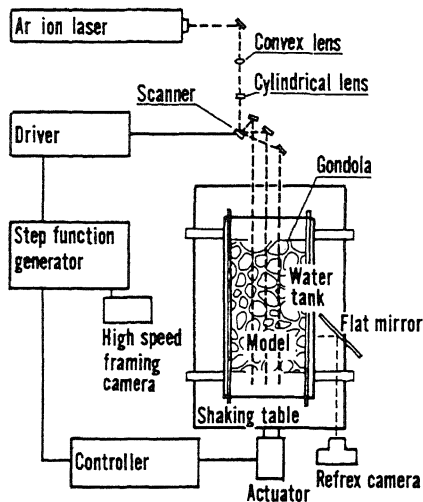 Ar ion laser
Convex lens
Cylindrical lens
Scanner
Driver
Gondola
Step function
generator
Water
tank
Flat mirror
High speed
framing
camera
Model
Shaking table
Controller
Actuator
Refrex camera